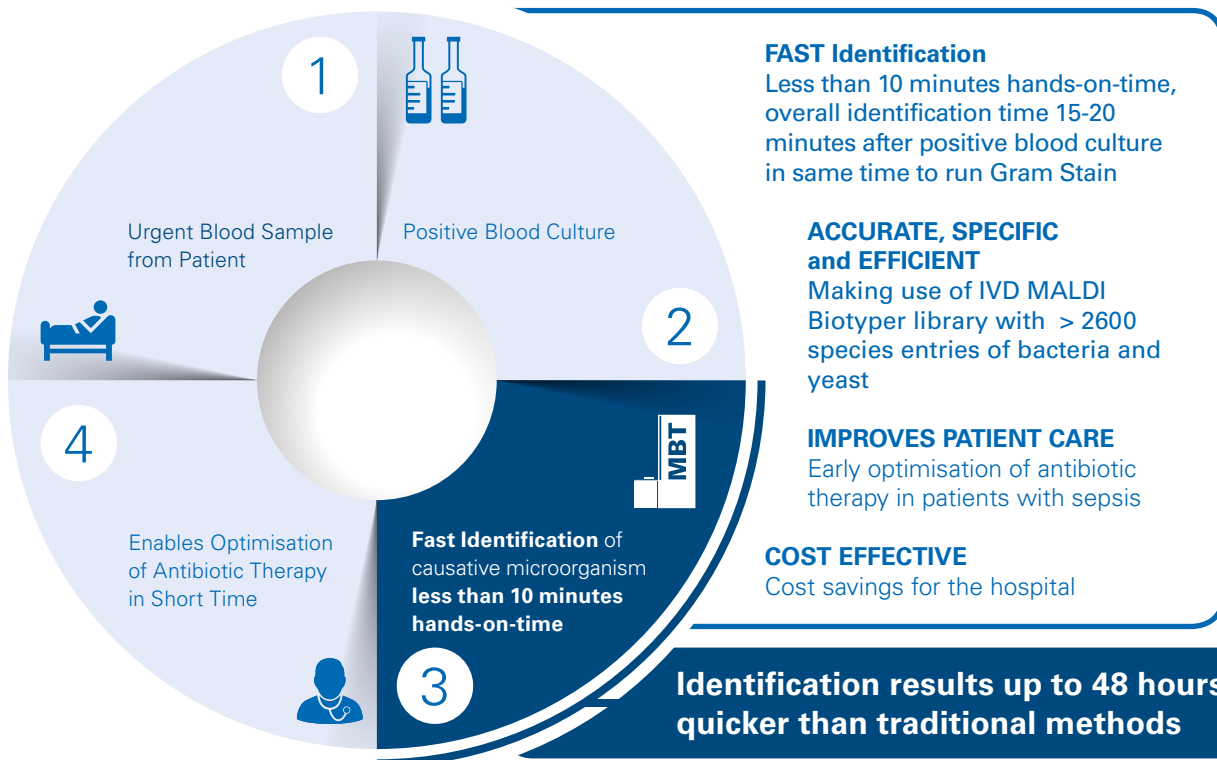 1
Urgent Blood Sample
from Patient
Positive Blood Culture
2
MBT
Fast Identification of
causative microorganism
less than 10 minutes
hands-on-time
3
4
Enables Optimisation
of Antibiotic Therapy
in Short Time
FAST Identification
Less than 10 minutes hands-on-time,
overall identification time 15-20
minutes after positive blood culture
in same time to run Gram Stain
ACCURATE, SPECIFIC
and EFFICIENT
Making use of IVD MALDI
Biotyper library with > 2600
species entries of bacteria and
yeast
IMPROVES PATIENT CARE
Early optimisation of antibiotic
therapy in patients with sepsis
COST EFFECTIVE
Cost savings for the hospital
Identification results up to 48 hours
quicker than traditional methods